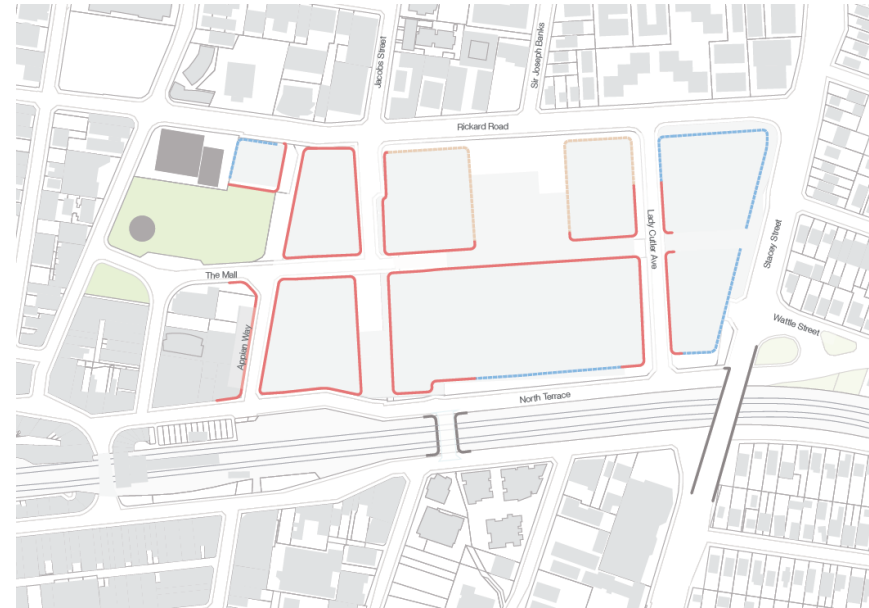 Jacobs Street
Sir Joseph Banks
Rickard Road
Lady Cutler Ave
Stacey Street
The Mall
Appian Way
Wattle Street
North Terrace